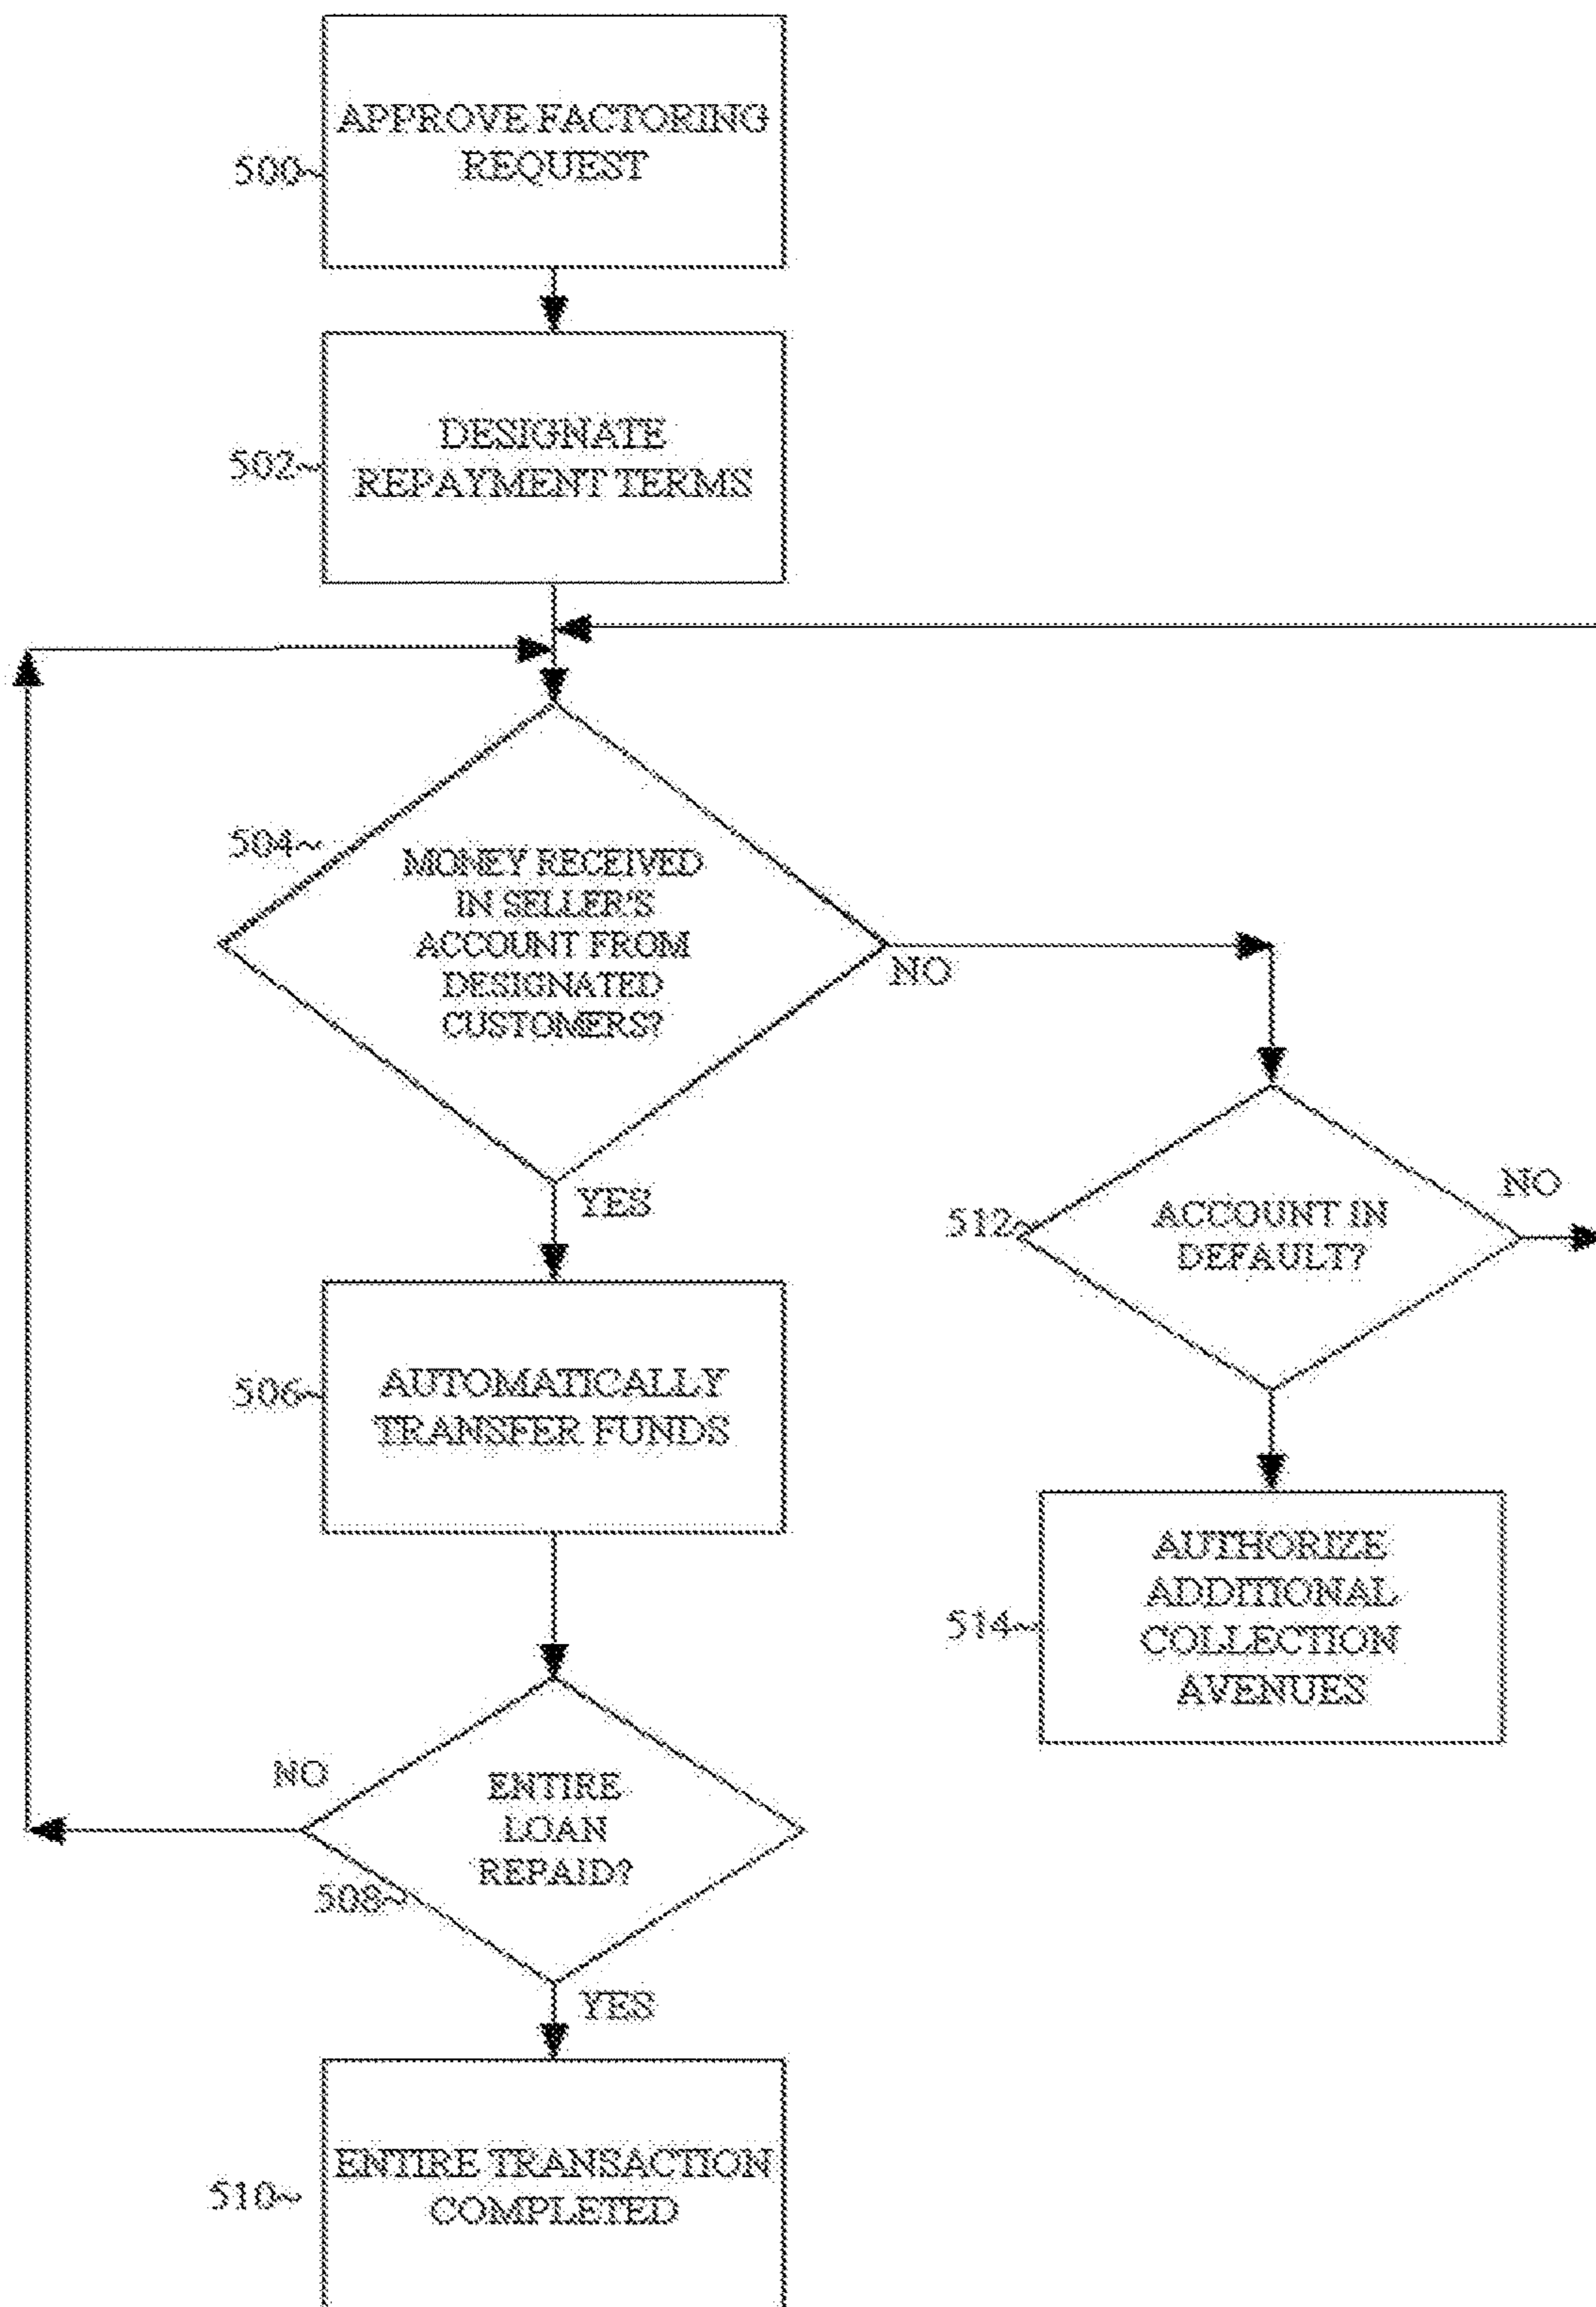 APPROVE FACTORING
REQUEST
500~
DESIGNATE
REPAYMENT TERMS
502~
504~
MONEY RECEIVED
IN SELLER'S
ACCOUNT FROM
DESIGNATED
CUSTOMERS?
NO
YES
512~
ACCOUNT IN
DEFAULT?
NO
506~
AUTOMATICALLY
TRANSFER FUNDS
514~
AUTHORIZE
ADDITIONAL
COLLECTION
AVENUES
NO
ENTIRE
LOAN
REPAID?
508~
YES
510~
ENTIRE TRANSACTION
COMPLETED